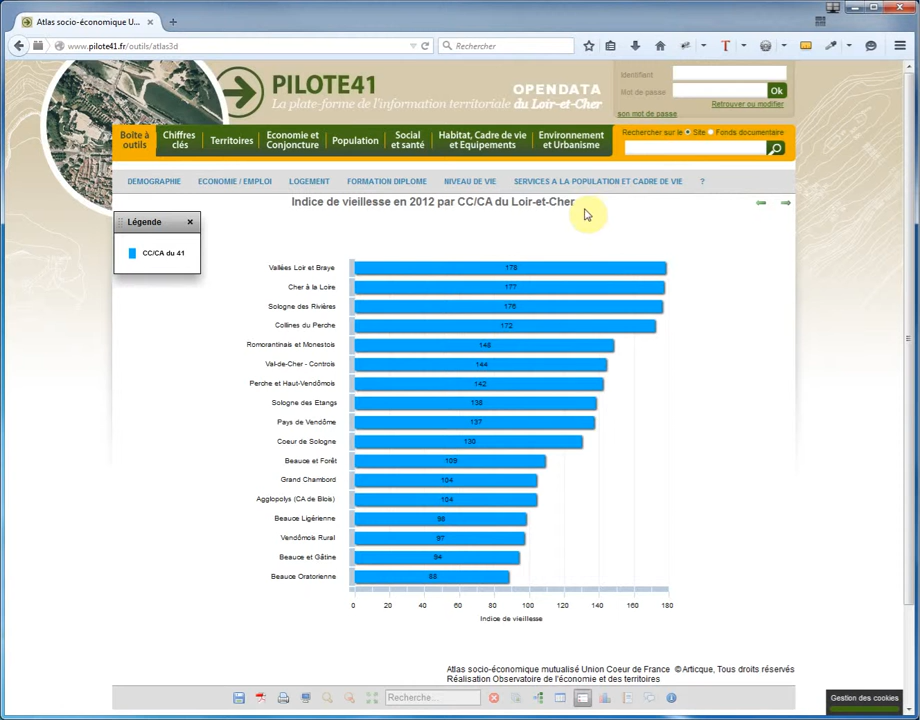 Atlas socio-économique U...
www.pilote41.fr/outils/atlas3d
Rechercher
PILOTE41
La plate-forme de l'information territoriale
OPENDATA
du Loir-et-Cher
Identifiant
Mot de passe
Ok
Retrouver ou modifier
son mot de passe
Boite à outils
Chiffres clés
Territoires
Economie et Conjoncture
Population
Social et santé
Habitat, Cadre de vie et Equipements
Environnement et Urbanisme
Rechercher sur le Site Fonds documentaire
DEMOGRAPHIE ECONOMIE / EMPLOI LOGEMENT FORMATION DIPLOME NIVEAU DE VIE SERVICES A LA POPULATION ET CADRE DE VIE ?
Indice de vieillesse en 2012 par CC/CA du Loir-et-Cher
Légende
CC/CA du 41
Vallées Loir et Braye 178
Cher à la Loire 177
Sologne des Rivières 176
Collines du Perche 172
Romorantinais et Monestois 148
Val-de-Cher - Controis 144
Perche et Haut-Vendômois 142
Sologne des Etangs 138
Pays de Vendôme 137
Coeur de Sologne 130
Beauce et Forêt 109
Grand Chambord 104
Agglopolys (CA de Blois) 104
Beauce Ligérienne 98
Vendômois Rural 97
Beauce et Gâtine 94
Beauce Oratorienne 88
0 20 40 60 80 100 120 140 160 180
Indice de vieillesse
Atlas socio-économique mutualisé Union Coeur de France © Articque, Tous droits réservés
Réalisation Observatoire de l'économie et des territoires
Recherche...
Gestion des cookies